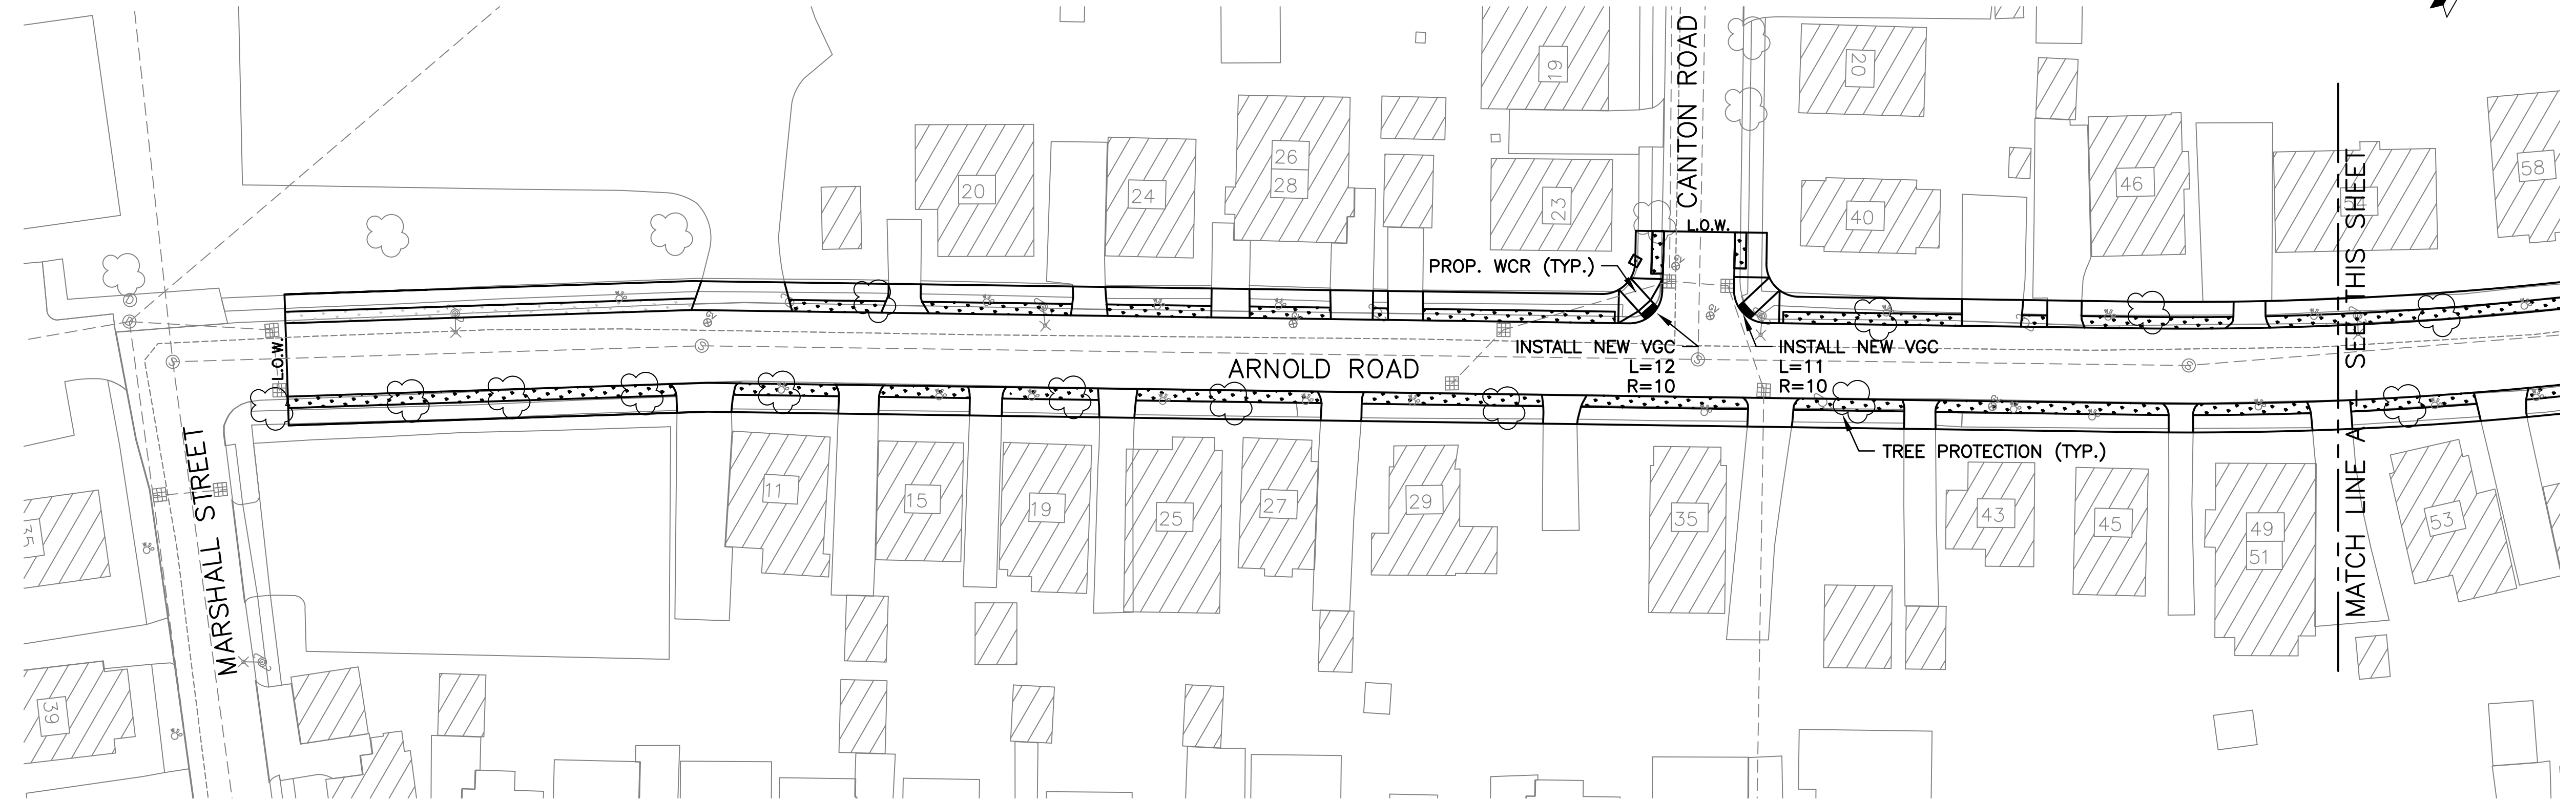 CANTON ROAD
19
20
20
24
26
28
23
40
46
54
58
L.O.W.
PROP. WCR (TYP.)
L.O.W.
INSTALL NEW VGC
L=12
R=10
INSTALL NEW VGC
L=11
R=10
ARNOLD ROAD
TREE PROTECTION (TYP.)
MATCH LINE A - SEE THIS SHEET
MARSHALL STREET
11
15
19
25
27
29
35
43
45
49
51
53
35
39